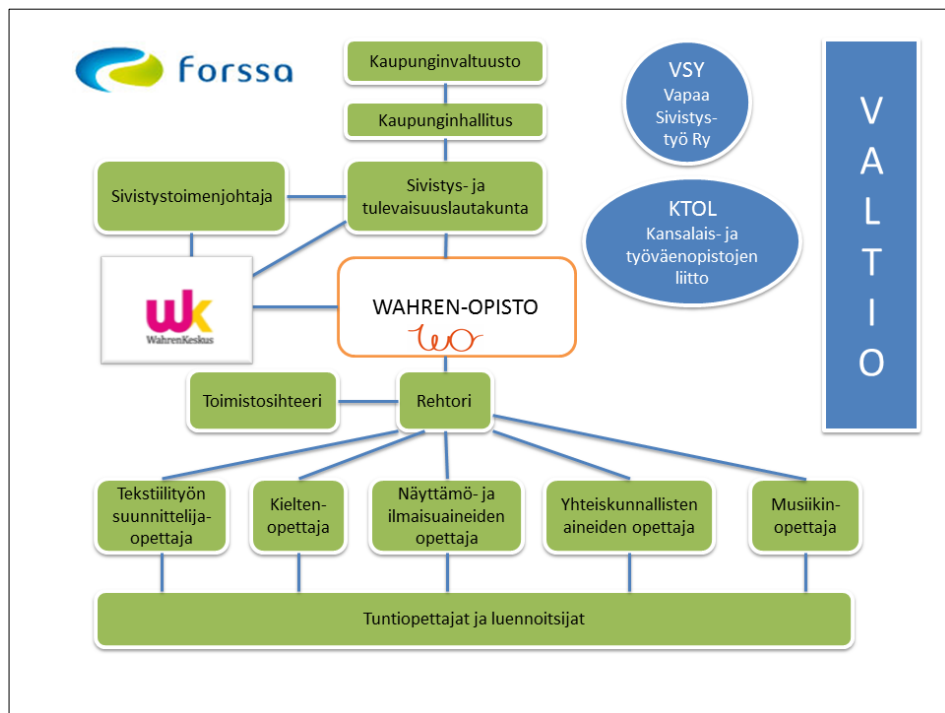 forssa
Kaupunginvaltuusto
Kaupunginhallitus
Sivistystoimenjohtaja
Sivistys- ja
tulevaisuuslautakunta
VSY
Vapaa
Sivistys-
työ Ry
KTOL
Kansalais- ja
työväenopistojen
liitto
V
A
L
T
I
O
wk
WahrenKeskus
WAHREN-OPISTO
wo
Toimistosihteeri
Rehtori
Tekstiilityön
suunnittelija-
opettaja
Kielten-
opettaja
Näyttämö- ja
ilmaisuaineiden
opettaja
Yhteiskunnallisten
aineiden opettaja
Musiikin-
opettaja
Tuntiopettajat ja luennoitsijat